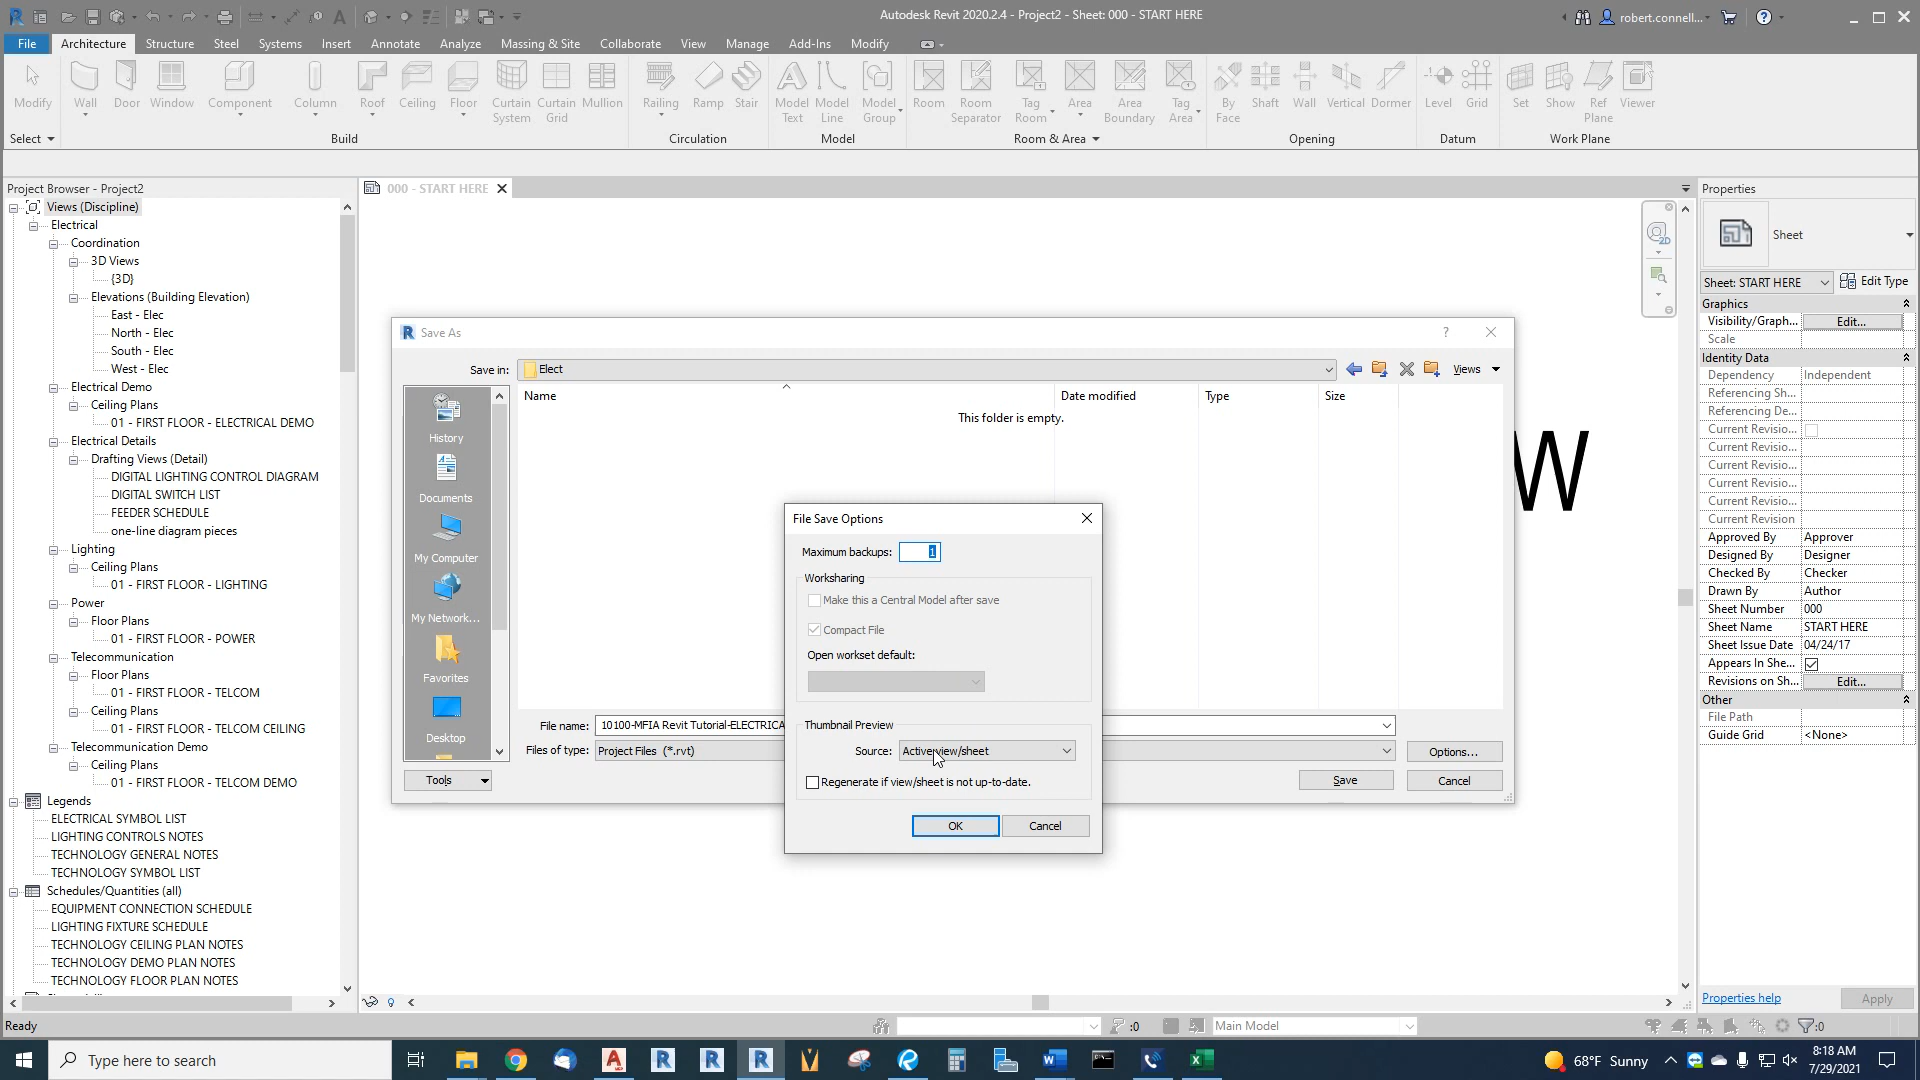 Autodesk Revit 2020.2.4 - Project2 - Sheet: 000 - START HERE
robert.connell...
File Architecture Structure Steel Systems Insert Annotate Analyze Massing & Site Collaborate View Manage Add-Ins Modify
Modify Wall Door Window Component Column Roof Ceiling Floor Curtain System Curtain Grid Mullion Railing Ramp Stair Model Text Model Line Model Group Room Room Separator Tag Room Area Area Boundary Tag Area By Face Shaft Wall Vertical Dormer Level Grid Set Show Ref Plane Viewer
Select Build Circulation Model Room & Area Opening Datum Work Plane
Project Browser - Project2
Views (Discipline)
Electrical
Coordination
3D Views
{3D}
Elevations (Building Elevation)
East - Elec
North - Elec
South - Elec
West - Elec
Electrical Demo
Ceiling Plans
01 - FIRST FLOOR - ELECTRICAL DEMO
Electrical Details
Drafting Views (Detail)
DIGITAL LIGHTING CONTROL DIAGRAM
DIGITAL SWITCH LIST
FEEDER SCHEDULE
one-line diagram pieces
Lighting
Ceiling Plans
01 - FIRST FLOOR - LIGHTING
Power
Floor Plans
01 - FIRST FLOOR - POWER
Telecommunication
Floor Plans
01 - FIRST FLOOR - TELCOM
Ceiling Plans
01 - FIRST FLOOR - TELCOM CEILING
Telecommunication Demo
Ceiling Plans
01 - FIRST FLOOR - TELCOM DEMO
Legends
ELECTRICAL SYMBOL LIST
LIGHTING CONTROLS NOTES
TECHNOLOGY GENERAL NOTES
TECHNOLOGY SYMBOL LIST
Schedules/Quantities (all)
EQUIPMENT CONNECTION SCHEDULE
LIGHTING FIXTURE SCHEDULE
TECHNOLOGY CEILING PLAN NOTES
TECHNOLOGY DEMO PLAN NOTES
TECHNOLOGY FLOOR PLAN NOTES
000 - START HERE
W
2D
Save As
Save in: Elect
Views
Name Date modified Type Size
This folder is empty.
History
Documents
My Computer
My Network...
Favorites
Desktop
File name: 10100-MFIA Revit Tutorial-ELECTRICA
Files of type: Project Files (*.rvt)
Options...
Tools
Save
Cancel
File Save Options
Maximum backups: 1
Worksharing
Make this a Central Model after save
Compact File
Open workset default:
Thumbnail Preview
Source: Active view/sheet
Regenerate if view/sheet is not up-to-date.
OK Cancel
Properties
Sheet
Sheet: START HERE Edit Type
Graphics
Visibility/Graph... Edit...
Scale
Identity Data
Dependency Independent
Referencing Sh...
Referencing De...
Current Revisio...
Current Revisio...
Current Revisio...
Current Revisio...
Current Revisio...
Current Revision
Approved By Approver
Designed By Designer
Checked By Checker
Drawn By Author
Sheet Number 000
Sheet Name START HERE
Sheet Issue Date 04/24/17
Appears In She...
Revisions on Sh... Edit...
Other
File Path
Guide Grid <None>
Properties help Apply
Ready
:0 Main Model :0
Type here to search
68°F Sunny
8:18 AM
7/29/2021